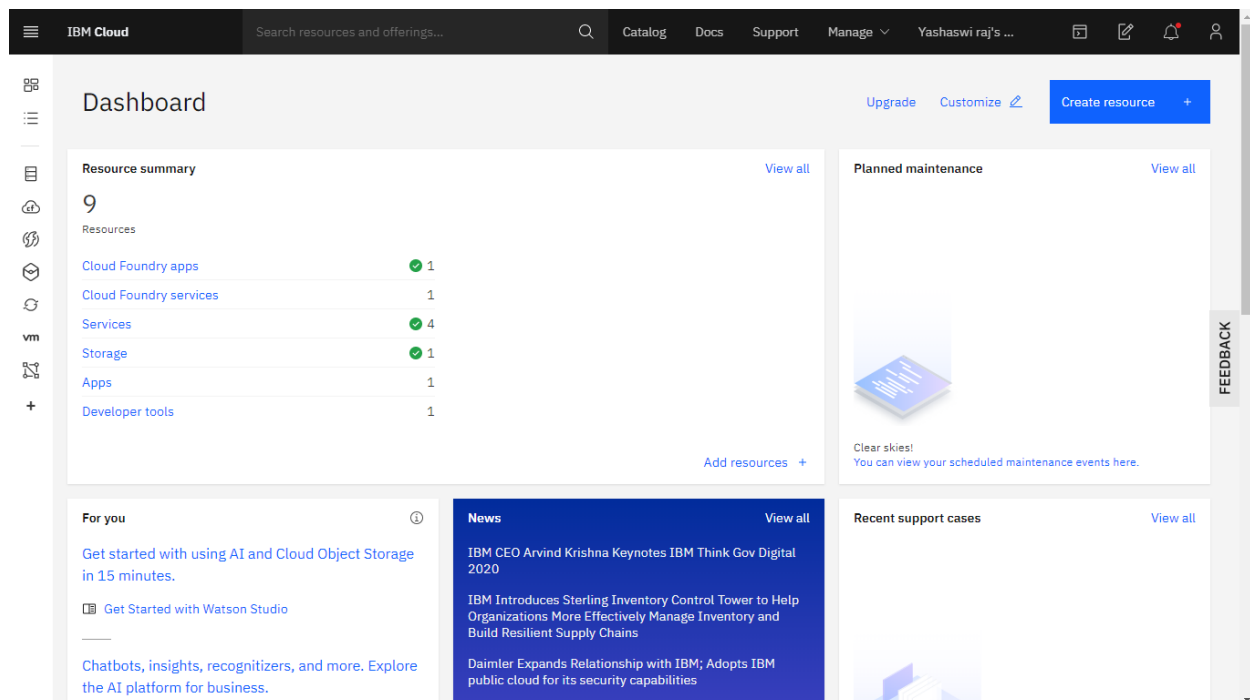 IBM Cloud
Search resources and offerings...
Catalog
Docs
Support
Manage
Yashaswi raj's ...
Dashboard
Upgrade
Customize
Create resource +
Resource summary
View all
9
Resources
Cloud Foundry apps 1
Cloud Foundry services 1
Services 4
Storage 1
Apps 1
Developer tools 1
Add resources +
Planned maintenance
View all
Clear skies!
You can view your scheduled maintenance events here.
cf
vm
+
FEEDBACK
For you
Get started with using AI and Cloud Object Storage
in 15 minutes.
Get Started with Watson Studio
Chatbots, insights, recognizers, and more. Explore
the AI platform for business.
News
View all
IBM CEO Arvind Krishna Keynotes IBM Think Gov Digital
2020
IBM Introduces Sterling Inventory Control Tower to Help
Organizations More Effectively Manage Inventory and
Build Resilient Supply Chains
Daimler Expands Relationship with IBM; Adopts IBM
public cloud for its security capabilities
Recent support cases
View all